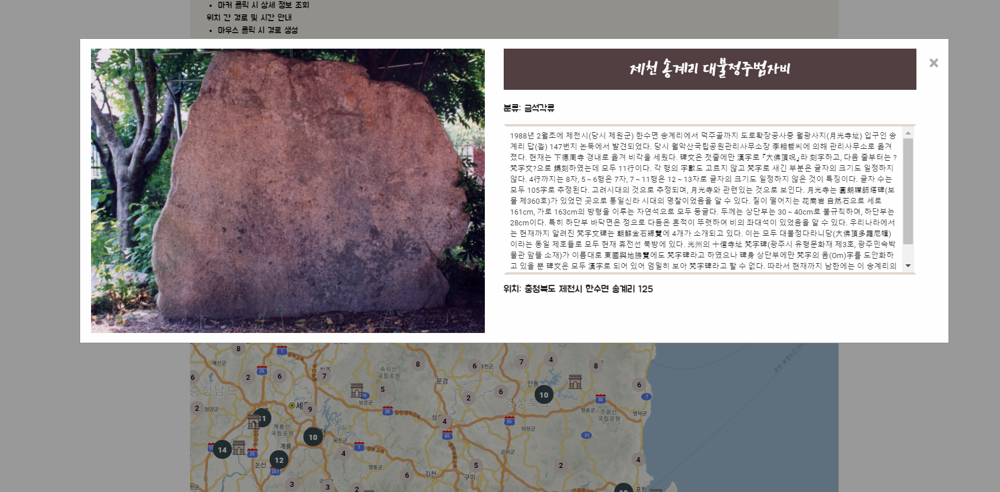 마커 클릭 시 상세 정보 조회
위치 간 경로 및 시간 안내
마우스 클릭 시 경로 생성
제천 송계리 대불정주범자비
×
분류: 금석각류
1988년 2월초에 제천시(당시 제원군) 한수면 송계리에서 덕주골까지 도로확장공사중 월광사지(月光寺址) 입구인 송
계리 답(畓) 147번지 논둑에서 발견되었다. 당시 월악산국립공원관리사무소장 李相哲씨에 의해 관리사무소로 옮겨
졌다. 현재는 下德周寺 경내로 옮겨 비각을 세웠다. 碑文은 첫줄에만 漢字로 『大佛頂呪』라 刻字하고, 다음 줄부터는 ?
梵字文?으로 鐫刻하였는데 모두 11行이다. 각 행의 字數도 고르지 않고 梵字로 새긴 부분은 글자의 크기도 일정하지
않다. 4行까지는 8자, 5 ~ 6행은 7자, 7 ~ 11행은 12 ~ 13자로 글자의 크기도 일정하지 않은 것이 특징이다. 글자 수는
모두 105字로 추정된다. 고려시대의 것으로 추정되며, 月光寺와 관련있는 것으로 보인다. 月光寺는 圓朗禪師塔碑(보
물 제360호)가 있었던 곳으로 통일신라 시대의 명찰이었음을 알 수 있다. 질이 떨어지는 花崗岩 自然石으로 세로
161cm, 가로 163cm의 방형을 이루는 자연석으로 모두 둥글다. 두께는 상단부는 30 ~ 40cm로 불규칙하며, 하단부는
28cm이다. 특히 하단부 바닥면은 정으로 다듬은 흔적이 뚜렷하여 비의 좌대석이 있었음을 알 수 있다. 우리나라에서
는 현재까지 알려진 梵字文碑는 朝鮮金石總覽에 4개가 소개되고 있다. 이는 모두 대불정다라니당(大佛頂多羅尼幢)
이라는 동일 제호들로 모두 현재 휴전선 북방에 있다. 光州의 十信寺址 梵字碑(광주시 유형문화재 제3호, 광주민속박
물관 앞뜰 소재)가 이름대로 東國與地勝覽에도 梵字碑라고 하였으나 碑身 상단부에만 梵字의 옴(Om)字를 도안화하
고 있을 뿐 碑文은 모두 漢字로 되어 있어 엄밀히 보아 梵字碑라고 할 수 없다. 따라서 현재까지 남한에는 이 송계리의
위치: 충청북도 제천시 한수면 송계리 125
8 1 8 6 7 4 8
예산군 25 속리산 국립공원 문경 안동
6 2 6 7 5 2 6 10 6
충청남도 19 보은군 경상북도 30 7
2 청양군 9 30 당진영덕고속 청송군 주왕산 국립공원 영덕군
11 계룡산 국립공원 4 55 의성군
10 옥천군 45 31
14 계룡 1 경부고속 군위군
25 12 4 4
논산 251 영동군 5 2
6 김천 구미
3 3 2 포항